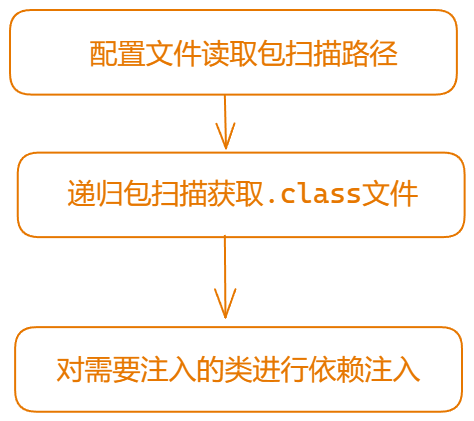 配置文件读取包扫描路径
递归包扫描获取.class文件
对需要注入的类进行依赖注入